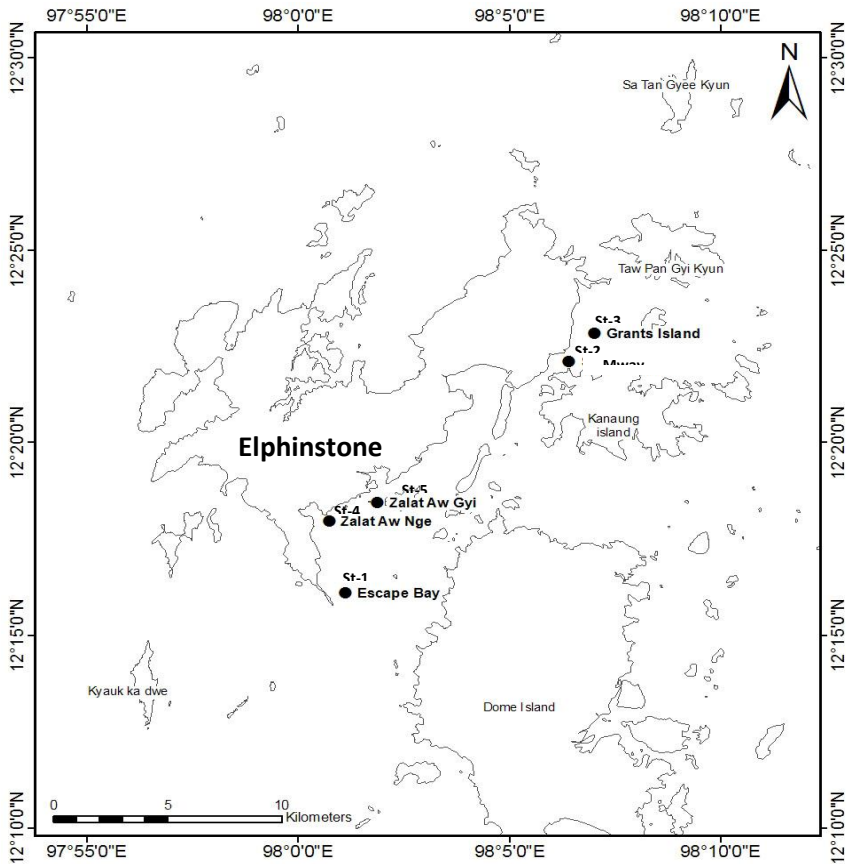 97°55'0"E 98°0'0"E 98°5'0"E 98°10'0"E
12°30'0"N 12°30'0"N
N
Sa Tan Gyee Kyun
12°25'0"N 12°25'0"N
Taw Pan Gyi Kyun
St-3
Grants Island
St-2
Mway
Kanaung
island
12°20'0"N 12°20'0"N
Elphinstone
St-5
Zalat Aw Gyi
St-4
Zalat Aw Nge
St-1
Escape Bay
12°15'0"N 12°15'0"N
Kyauk ka dwe
Dome Island
0 5 10
Kilometers
12°10'0"N 12°10'0"N
97°55'0"E 98°0'0"E 98°5'0"E 98°10'0"E